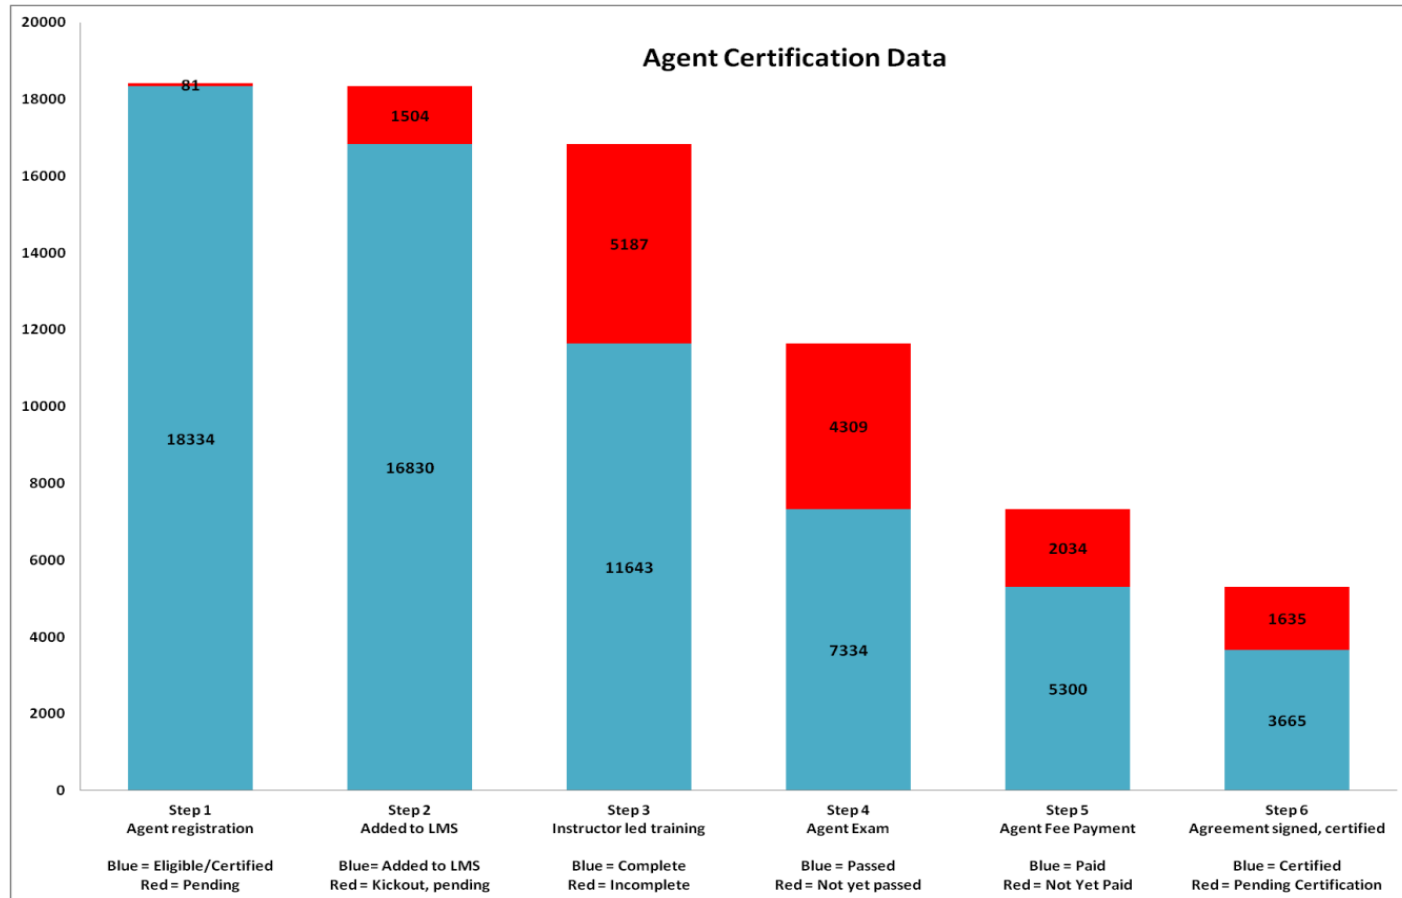 Agent Certification Data
20000
18000
16000
14000
12000
10000
8000
6000
4000
2000
0
81
18334
1504
16830
5187
11643
4309
7334
2034
5300
1635
3665
Step 1
Agent registration
Blue = Eligible/Certified
Red = Pending
Step 2
Added to LMS
Blue= Added to LMS
Red = Kickout, pending
Step 3
Instructor led training
Blue = Complete
Red = Incomplete
Step 4
Agent Exam
Blue = Passed
Red = Not yet passed
Step 5
Agent Fee Payment
Blue = Paid
Red = Not Yet Paid
Step 6
Agreement signed, certified
Blue = Certified
Red = Pending Certification